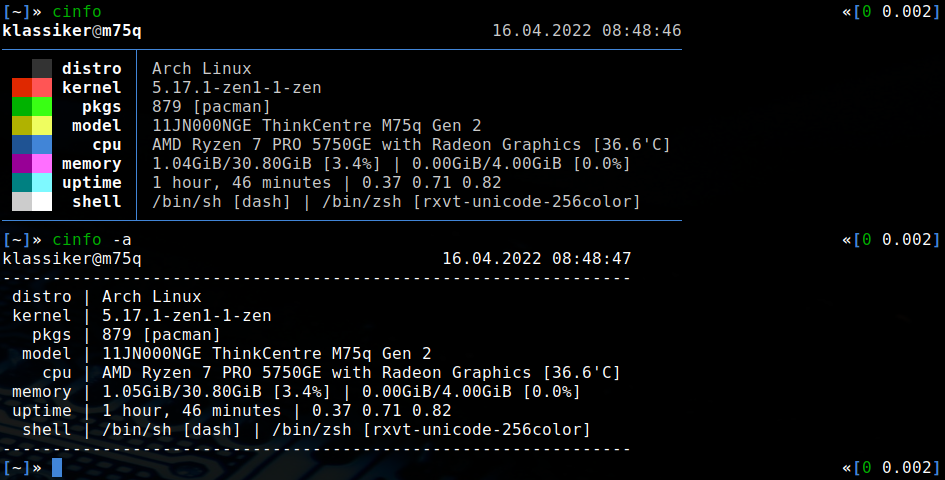 [~]» cinfo «[0 0.002]
klassiker@m75q 16.04.2022 08:48:46
distro Arch Linux
kernel 5.17.1-zen1-1-zen
pkgs 879 [pacman]
model 11JN000NGE ThinkCentre M75q Gen 2
cpu AMD Ryzen 7 PRO 5750GE with Radeon Graphics [36.6'C]
memory 1.04GiB/30.80GiB [3.4%] | 0.00GiB/4.00GiB [0.0%]
uptime 1 hour, 46 minutes | 0.37 0.71 0.82
shell /bin/sh [dash] | /bin/zsh [rxvt-unicode-256color]
[~]» cinfo -a «[0 0.002]
klassiker@m75q 16.04.2022 08:48:47
---------------------------------------------------------------
distro | Arch Linux
kernel | 5.17.1-zen1-1-zen
pkgs | 879 [pacman]
model | 11JN000NGE ThinkCentre M75q Gen 2
cpu | AMD Ryzen 7 PRO 5750GE with Radeon Graphics [36.6'C]
memory | 1.05GiB/30.80GiB [3.4%] | 0.00GiB/4.00GiB [0.0%]
uptime | 1 hour, 46 minutes | 0.37 0.71 0.82
shell | /bin/sh [dash] | /bin/zsh [rxvt-unicode-256color]
---------------------------------------------------------------
[~]» «[0 0.002]